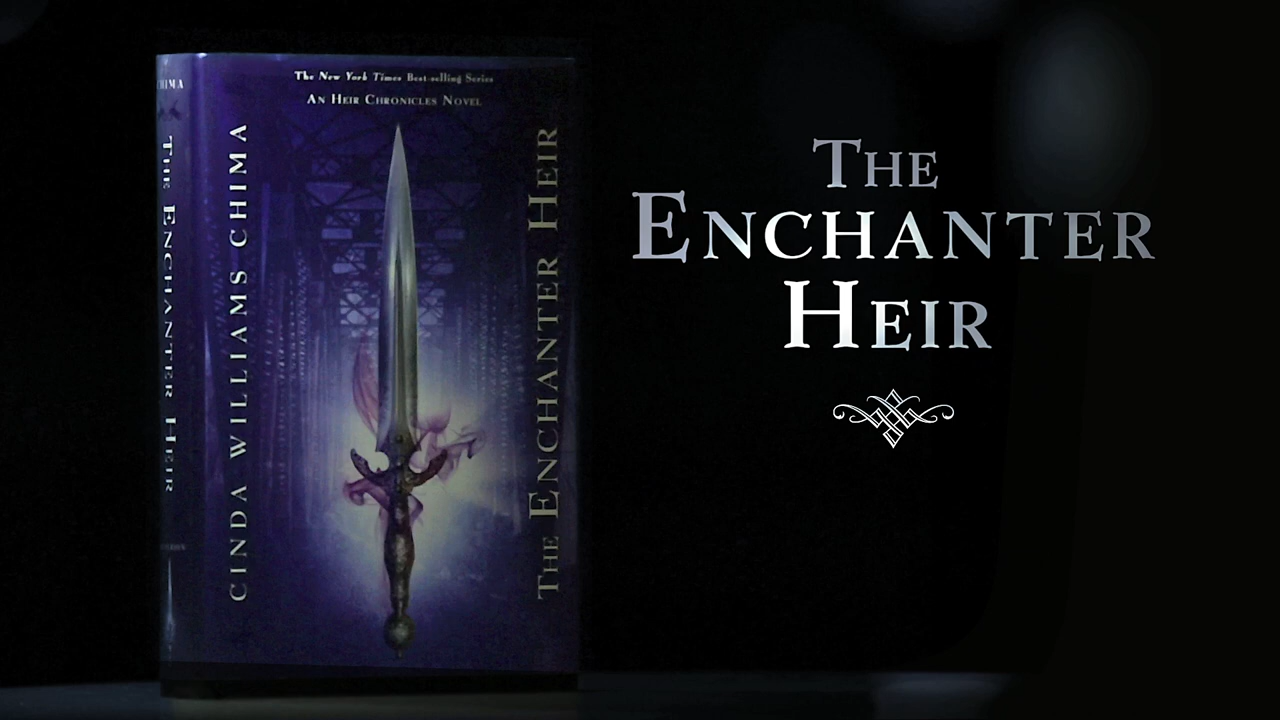 The New York Times Best-selling Series
AN HEIR CHRONICLES NOVEL
CINDA WILLIAMS CHIMA
THE ENCHANTER HEIR
CHIMA
THE ENCHANTER HEIR
THE
ENCHANTER
HEIR